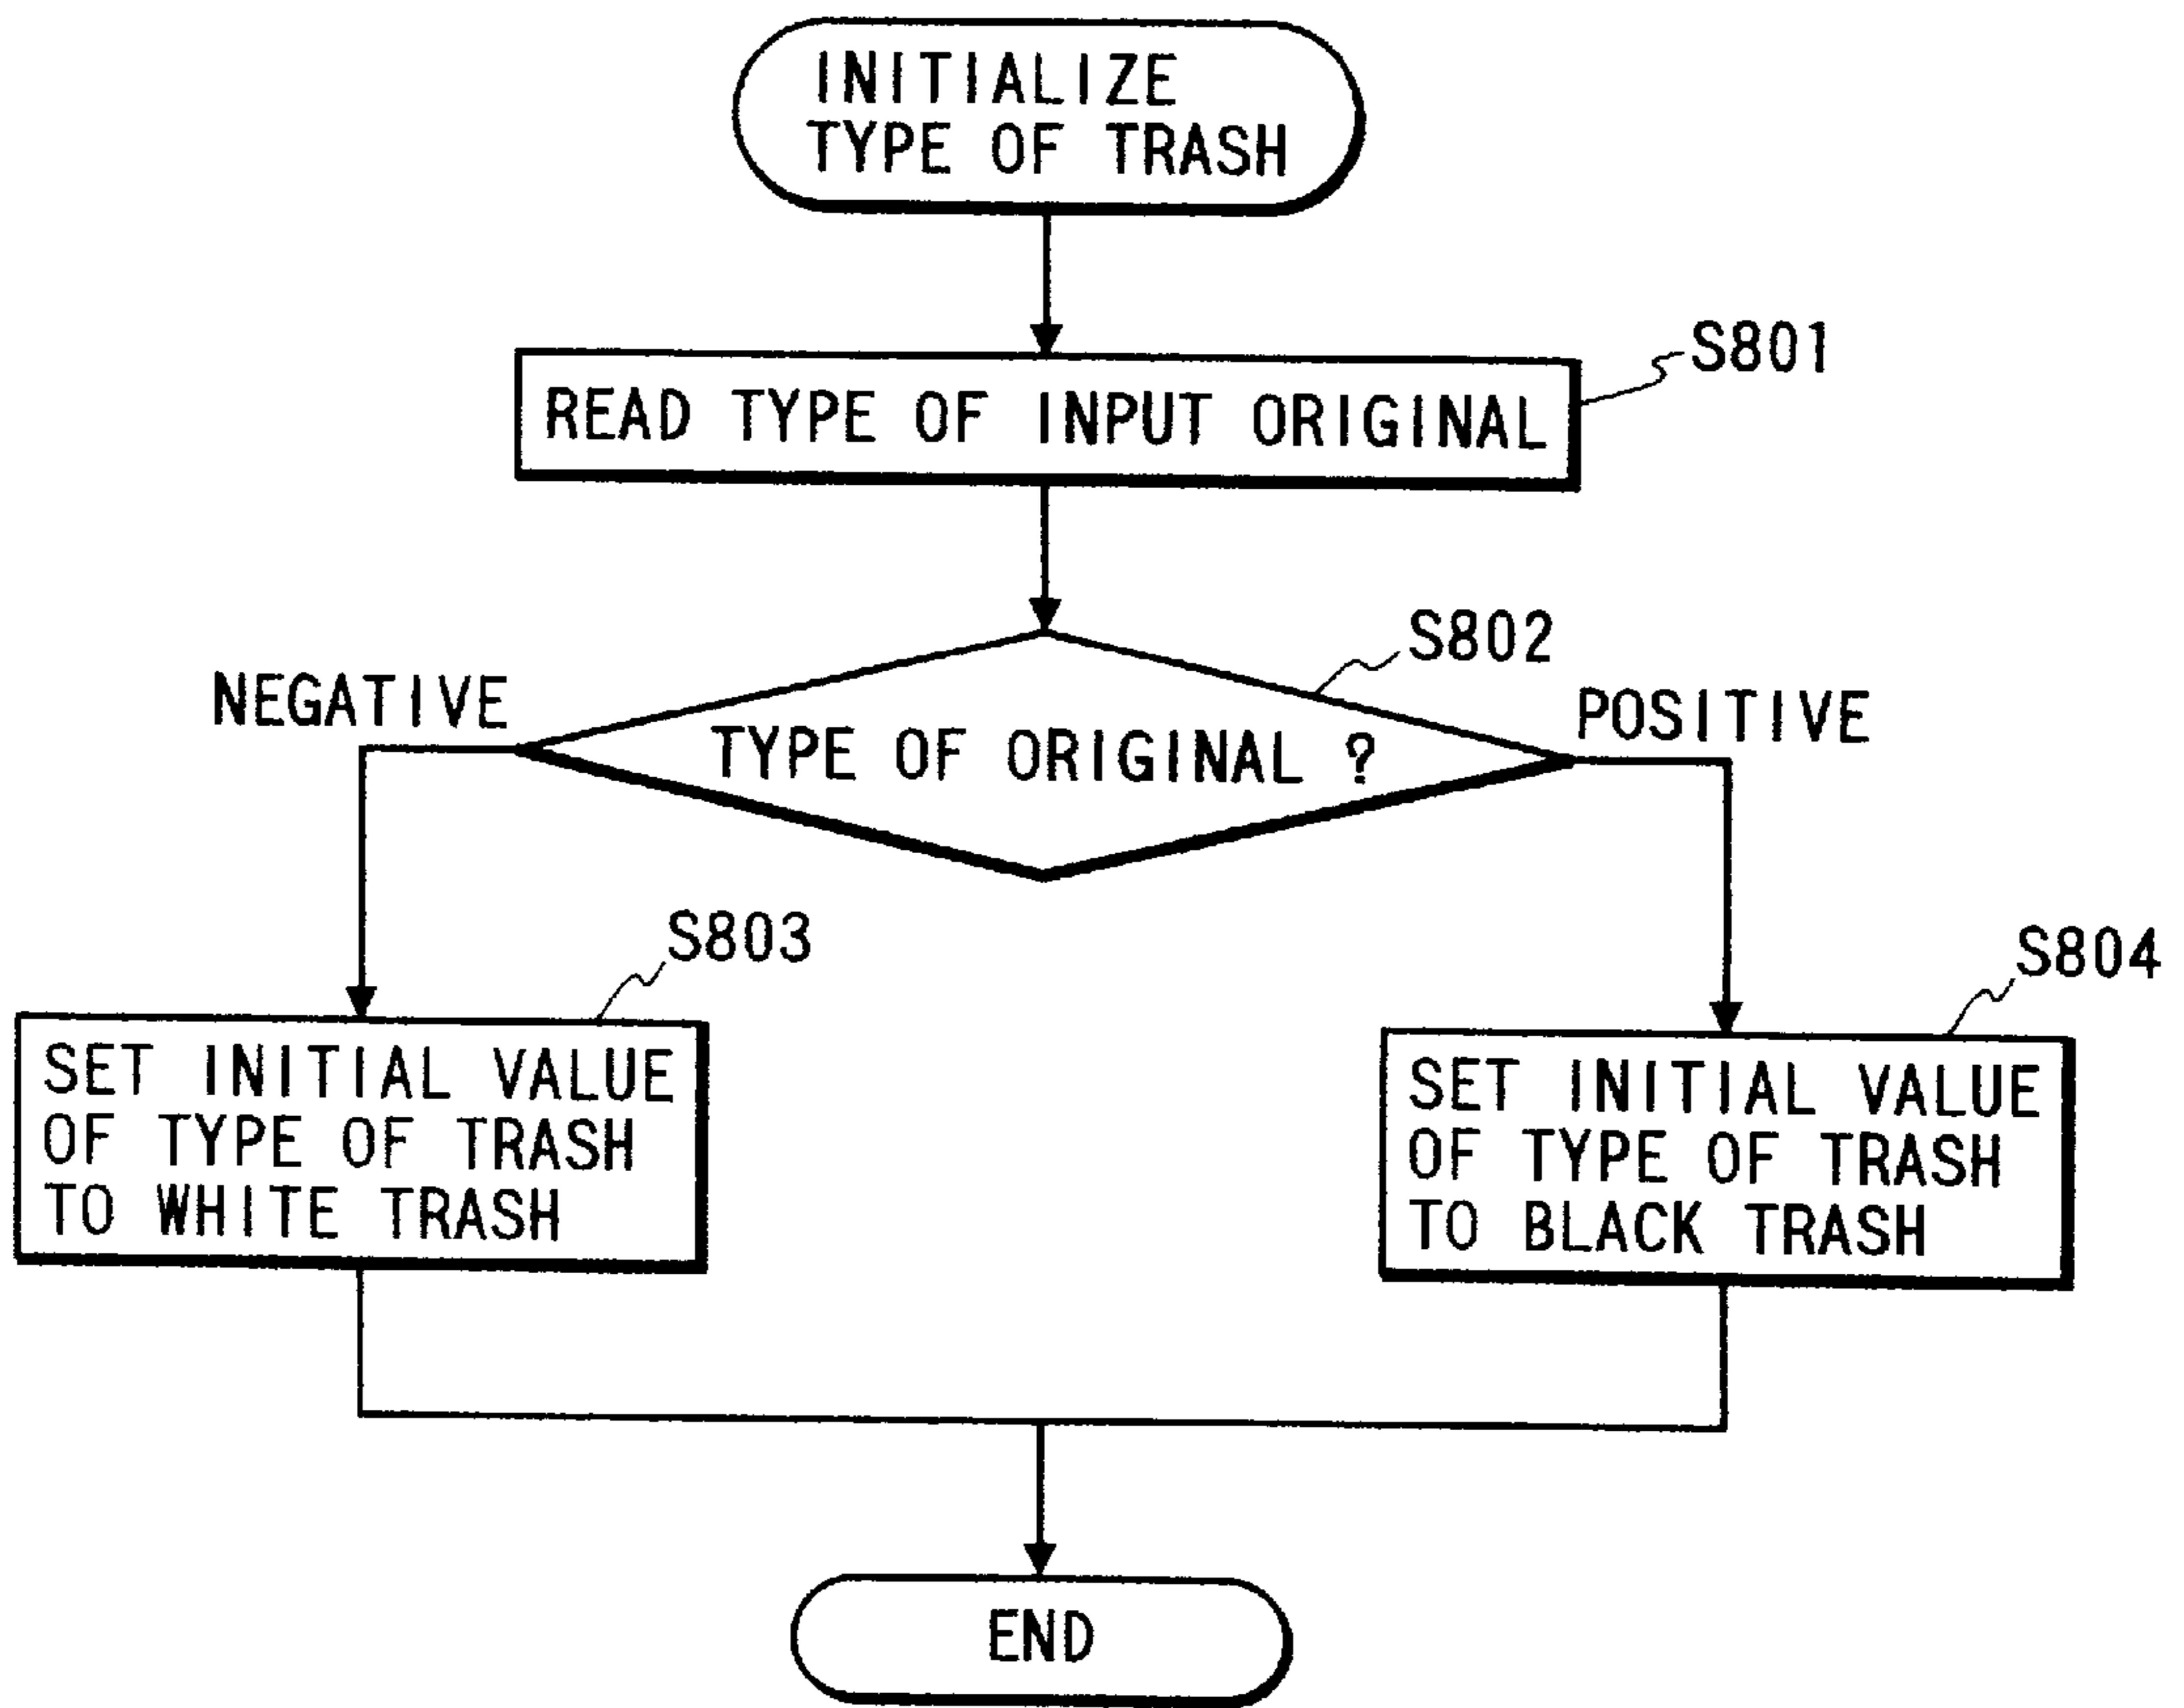 INITIALIZE
TYPE OF TRASH
S801
READ TYPE OF INPUT ORIGINAL
S802
NEGATIVE
POSITIVE
TYPE OF ORIGINAL ?
S803
S804
SET INITIAL VALUE
OF TYPE OF TRASH
TO WHITE TRASH
SET INITIAL VALUE
OF TYPE OF TRASH
TO BLACK TRASH
END